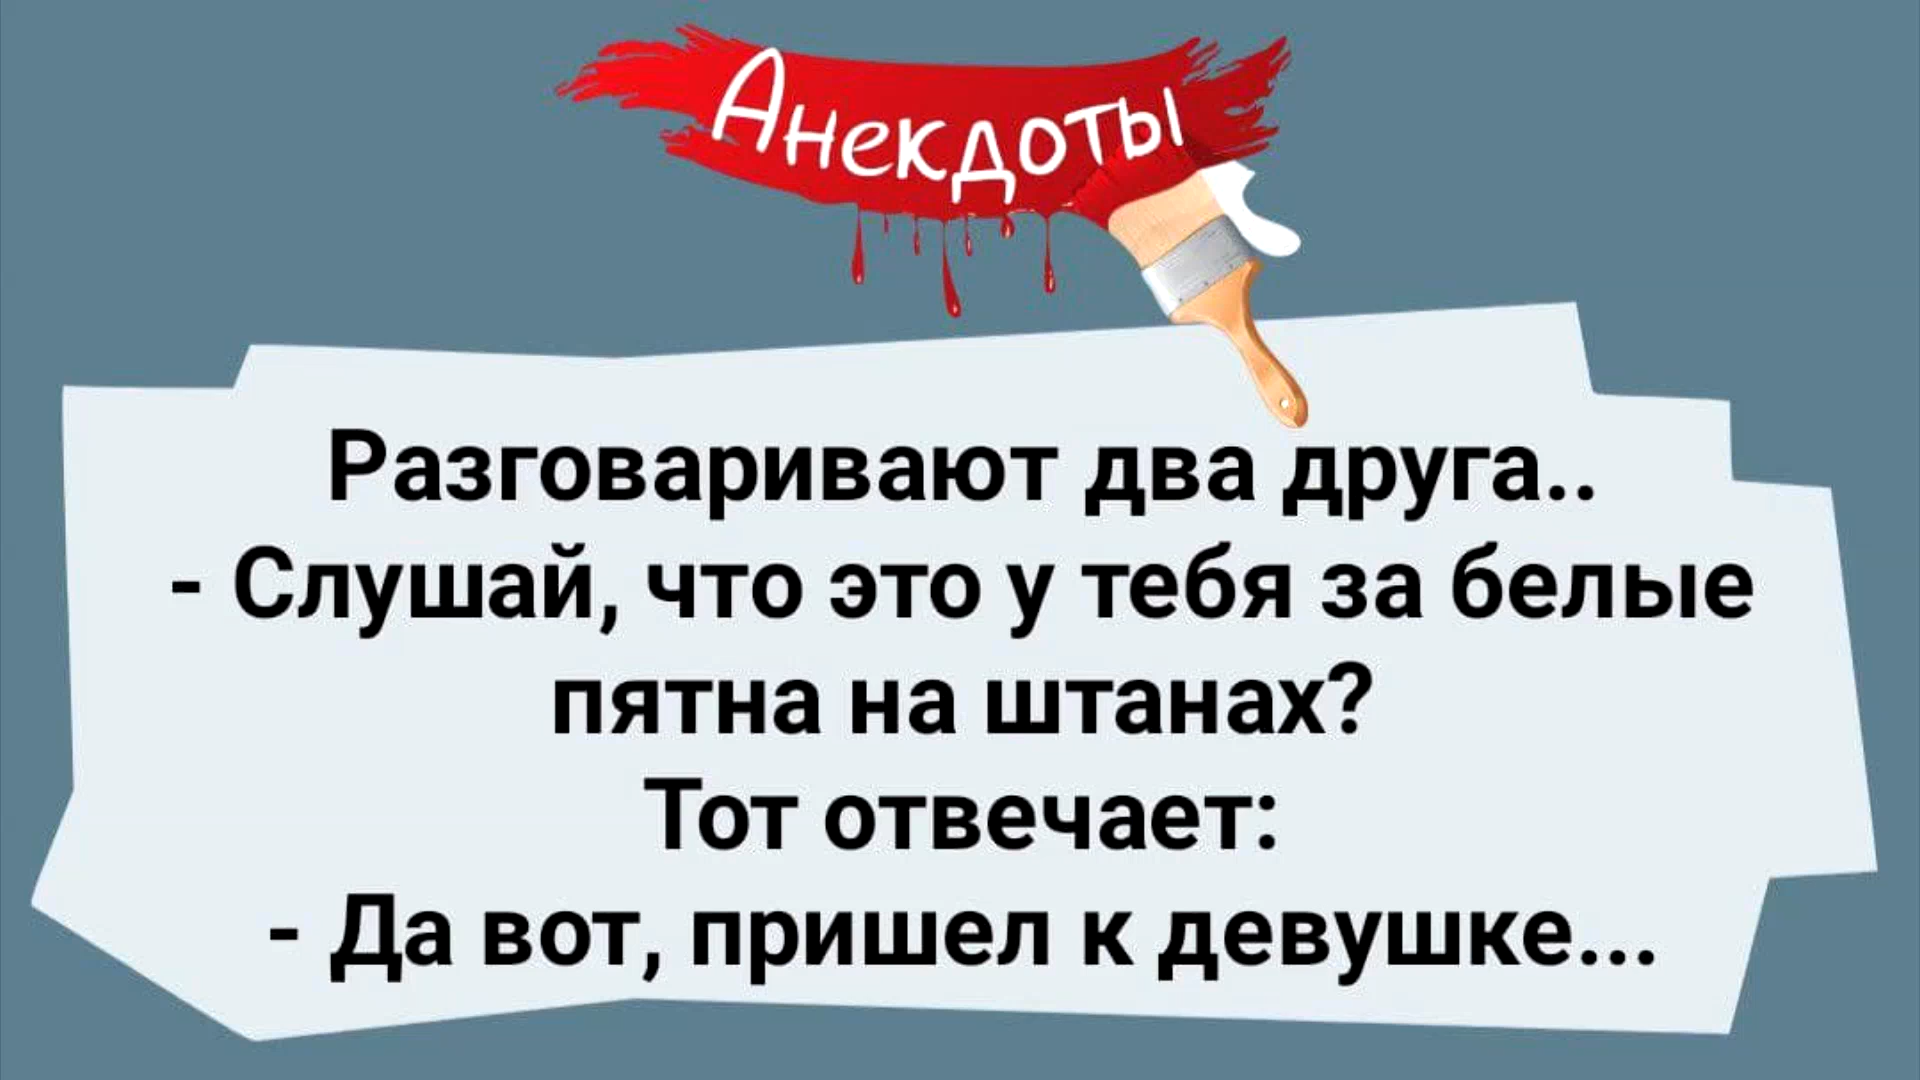 Анекдоты
Разговаривают два друга..
- Слушай, что это у тебя за белые
пятна на штанах?
Тот отвечает:
- Да вот, пришел к девушке...